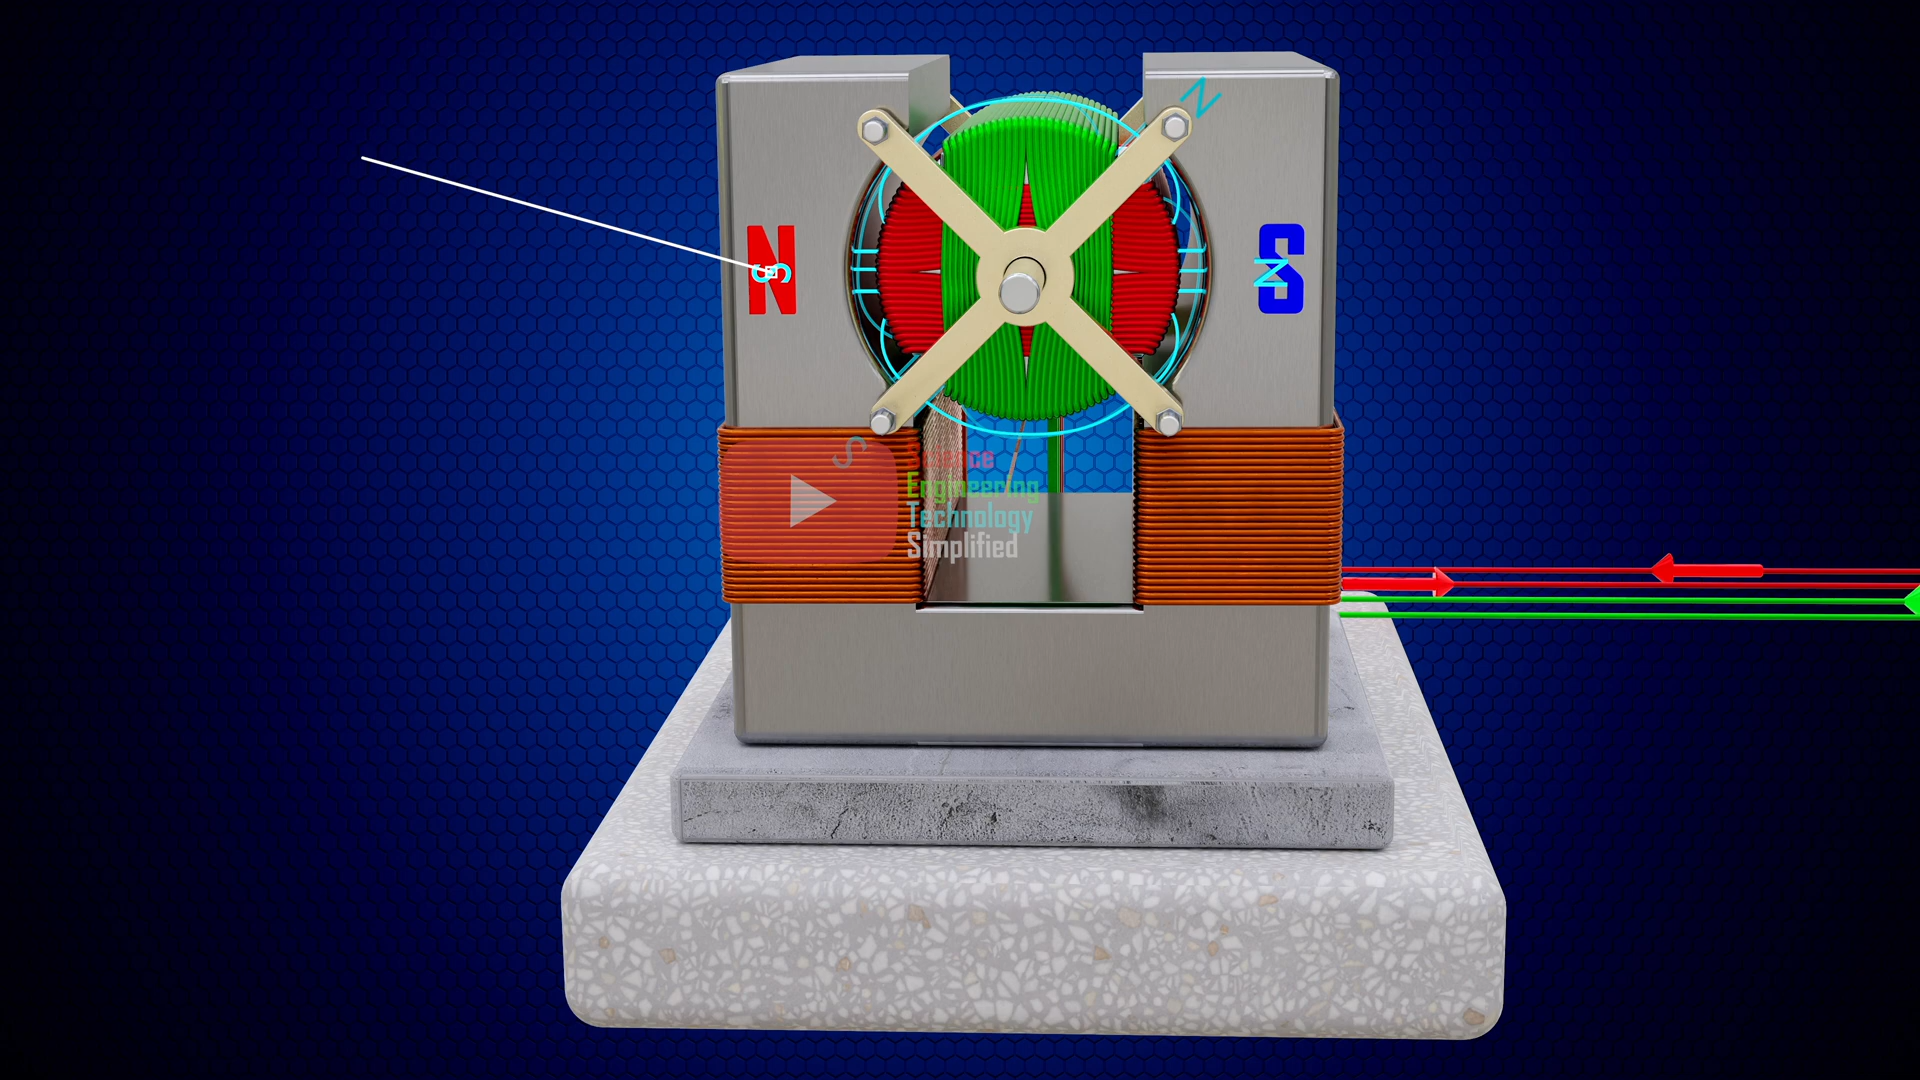 N
N
S
S
N
S
Science
Engineering
Technology
Simplified